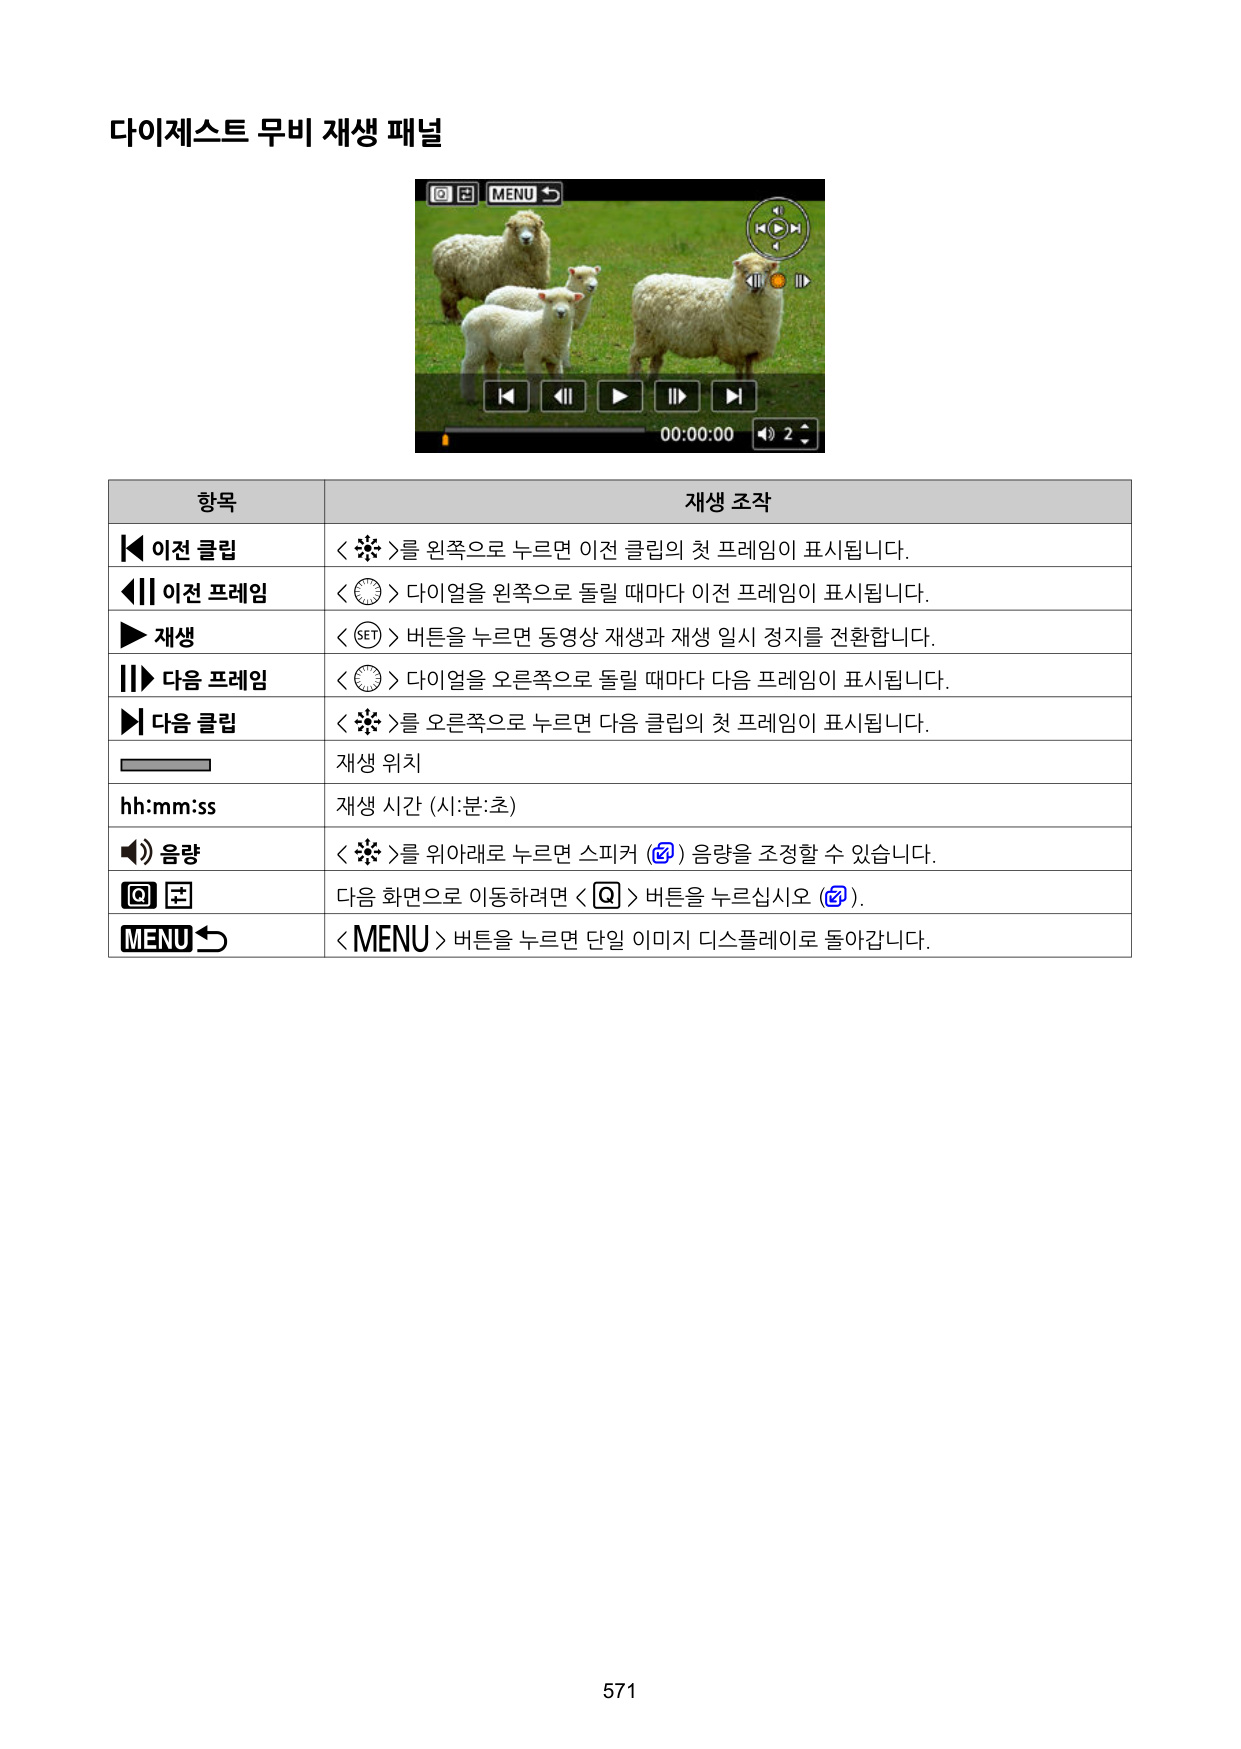 다이제스트 무비 재생 패널
Q MENU
00:00:00 2
항목 재생 조작
이전 클립 < >를 왼쪽으로 누르면 이전 클립의 첫 프레임이 표시됩니다.
이전 프레임 < > 다이얼을 왼쪽으로 돌릴 때마다 이전 프레임이 표시됩니다.
재생 < SET > 버튼을 누르면 동영상 재생과 재생 일시 정지를 전환합니다.
다음 프레임 < > 다이얼을 오른쪽으로 돌릴 때마다 다음 프레임이 표시됩니다.
다음 클립 < >를 오른쪽으로 누르면 다음 클립의 첫 프레임이 표시됩니다.
재생 위치
hh:mm:ss 재생 시간 (시:분:초)
음량 < >를 위아래로 누르면 스피커 ( ) 음량을 조정할 수 있습니다.
Q 다음 화면으로 이동하려면 < Q > 버튼을 누르십시오 ( ).
MENU < MENU > 버튼을 누르면 단일 이미지 디스플레이로 돌아갑니다.
571